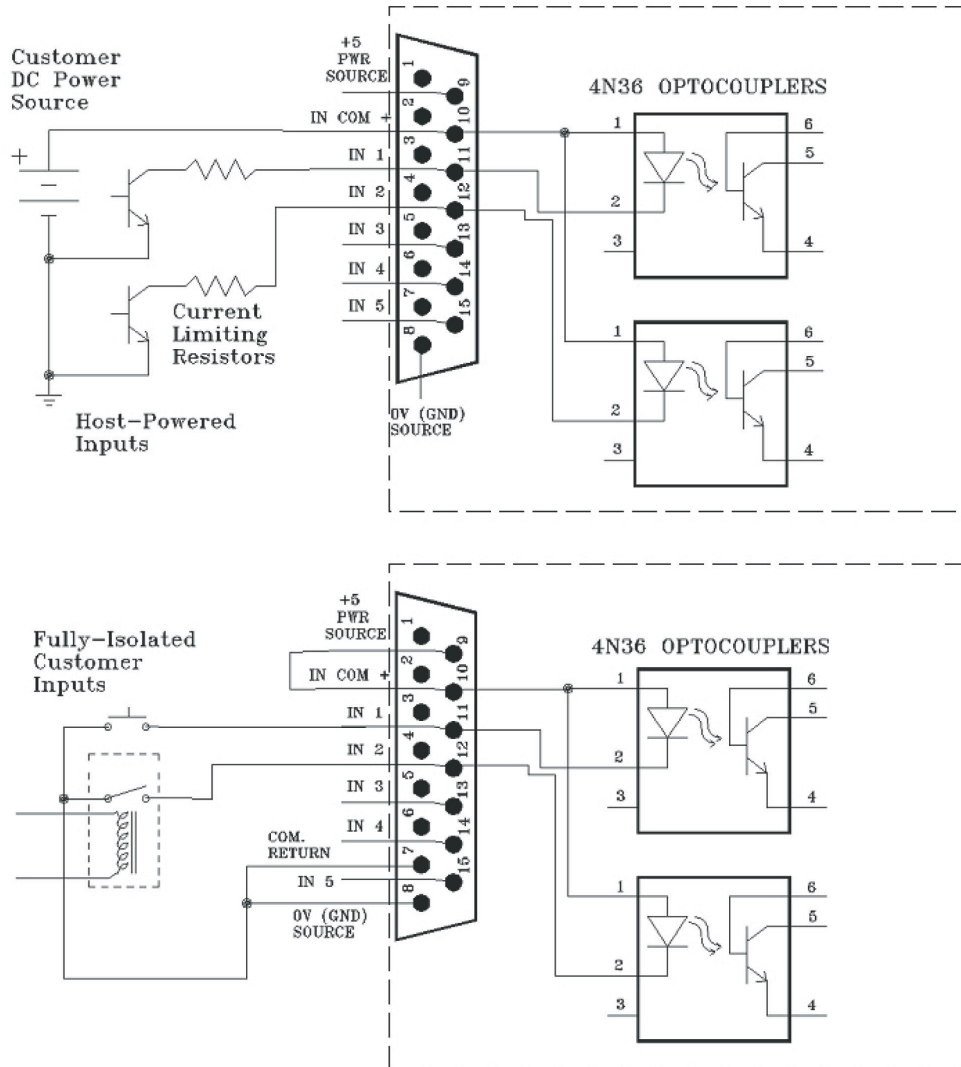 Customer
DC Power
Source
+
−
+5
PWR
SOURCE
IN COM +
IN 1
IN 2
IN 3
IN 4
IN 5
1
2
3
4
5
6
7
8
9
10
11
12
13
14
15
0V (GND)
SOURCE
Current
Limiting
Resistors
Host-Powered
Inputs
4N36 OPTOCOUPLERS
1
2
3
6
5
4
1
2
3
6
5
4
Fully-Isolated
Customer
Inputs
+5
PWR
SOURCE
IN COM +
IN 1
IN 2
IN 3
IN 4
COM.
RETURN
IN 5
0V (GND)
SOURCE
1
2
3
4
5
6
7
8
9
10
11
12
13
14
15
4N36 OPTOCOUPLERS
1
2
3
6
5
4
1
2
3
6
5
4